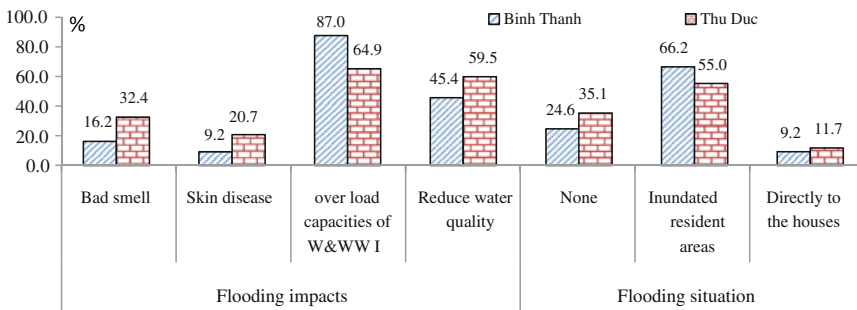 100.0
80.0
60.0
40.0
20.0
0.0
%
Binh Thanh
Thu Duc
16.2
32.4
9.2
20.7
87.0
64.9
45.4
59.5
24.6
35.1
66.2
55.0
9.2
11.7
Bad smell
Skin disease
over load
capacities of
W&WW I
Reduce water
quality
None
Inundated
resident
areas
Directly to
the houses
Flooding impacts
Flooding situation